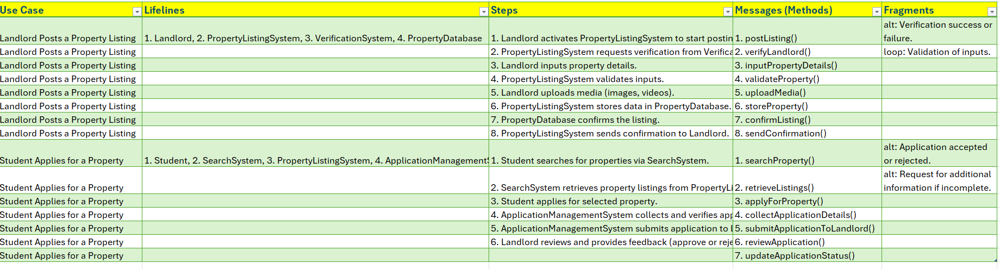 Use Case Lifelines Steps Messages (Methods) Fragments
alt: Verification success or
Landlord Posts a Property Listing 1. Landlord, 2. PropertyListingSystem, 3. VerificationSystem, 4. PropertyDatabase 1. Landlord activates PropertyListingSystem to start postin 1. postListing() failure.
Landlord Posts a Property Listing 2. PropertyListingSystem requests verification from Verifica 2. verifyLandlord() loop: Validation of inputs.
Landlord Posts a Property Listing 3. Landlord inputs property details. 3. inputPropertyDetails()
Landlord Posts a Property Listing 4. PropertyListingSystem validates inputs. 4. validateProperty()
Landlord Posts a Property Listing 5. Landlord uploads media (images, videos). 5. uploadMedia()
Landlord Posts a Property Listing 6. PropertyListingSystem stores data in PropertyDatabase. 6. storeProperty()
Landlord Posts a Property Listing 7. PropertyDatabase confirms the listing. 7. confirmListing()
Landlord Posts a Property Listing 8. PropertyListingSystem sends confirmation to Landlord. 8. sendConfirmation()
alt: Application accepted
Student Applies for a Property 1. Student, 2. SearchSystem, 3. PropertyListingSystem, 4. ApplicationManagement 1. Student searches for properties via SearchSystem. 1. searchProperty() or rejected.
alt: Request for additional
Student Applies for a Property 2. SearchSystem retrieves property listings from PropertyLi 2. retrieveListings() information if incomplete.
Student Applies for a Property 3. Student applies for selected property. 3. applyForProperty()
Student Applies for a Property 4. ApplicationManagementSystem collects and verifies app 4. collectApplicationDetails()
Student Applies for a Property 5. ApplicationManagementSystem submits application to 5. submitApplicationToLandlord()
Student Applies for a Property 6. Landlord reviews and provides feedback (approve or reje 6. reviewApplication()
Student Applies for a Property 7. updateApplicationStatus()